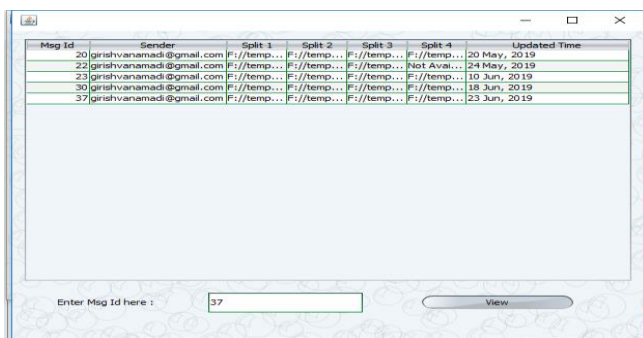 Msg Id Sender Split 1 Split 2 Split 3 Split 4 Updated Time
20 girishvanamadi@gmail.com F://temp... F://temp... F://temp... F://temp... 20 May, 2019
22 girishvanamadi@gmail.com F://temp... F://temp... F://temp... Not Avai... 24 May, 2019
23 girishvanamadi@gmail.com F://temp... F://temp... F://temp... F://temp... 10 Jun, 2019
30 girishvanamadi@gmail.com F://temp... F://temp... F://temp... F://temp... 18 Jun, 2019
37 girishvanamadi@gmail.com F://temp... F://temp... F://temp... F://temp... 23 Jun, 2019
Enter Msg Id here : 37 View